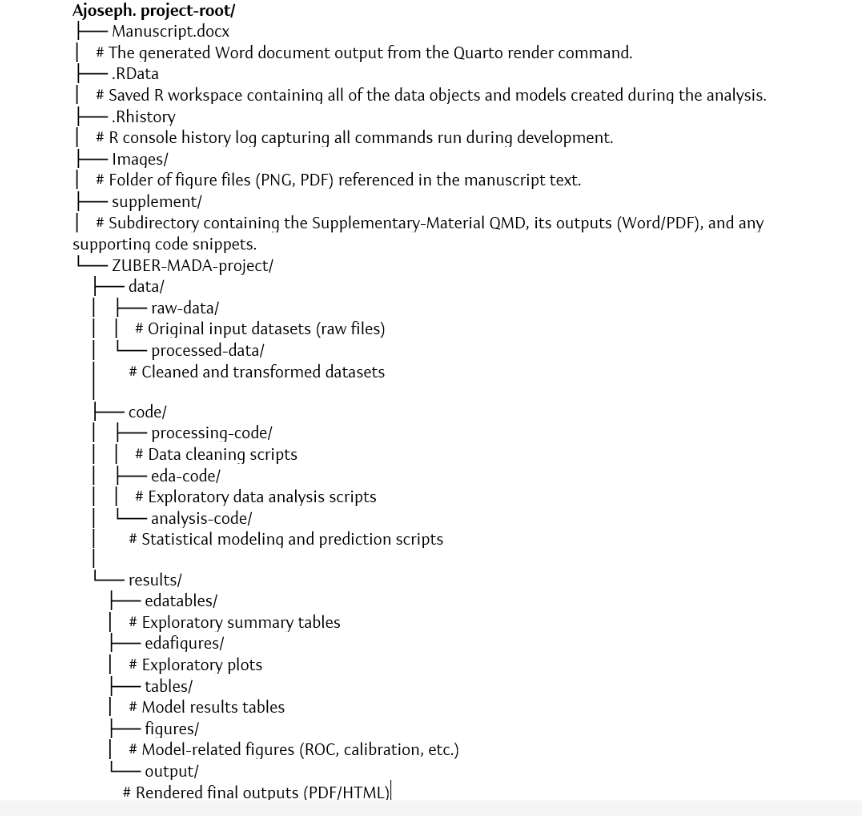 Ajoseph. project-root/
├── Manuscript.docx
│   # The generated Word document output from the Quarto render command.
├── .RData
│   # Saved R workspace containing all of the data objects and models created during the analysis.
├── .Rhistory
│   # R console history log capturing all commands run during development.
├── Images/
│   # Folder of figure files (PNG, PDF) referenced in the manuscript text.
├── supplement/
│   # Subdirectory containing the Supplementary-Material QMD, its outputs (Word/PDF), and any
supporting code snippets.
└── ZUBER-MADA-project/
    ├── data/
    │   ├── raw-data/
    │   │   # Original input datasets (raw files)
    │   └── processed-data/
    │       # Cleaned and transformed datasets
    │
    ├── code/
    │   ├── processing-code/
    │   │   # Data cleaning scripts
    │   ├── eda-code/
    │   │   # Exploratory data analysis scripts
    │   └── analysis-code/
    │       # Statistical modeling and prediction scripts
    │
    └── results/
        ├── edatables/
        │   # Exploratory summary tables
        ├── edafigures/
        │   # Exploratory plots
        ├── tables/
        │   # Model results tables
        ├── figures/
        │   # Model-related figures (ROC, calibration, etc.)
        └── output/
            # Rendered final outputs (PDF/HTML)